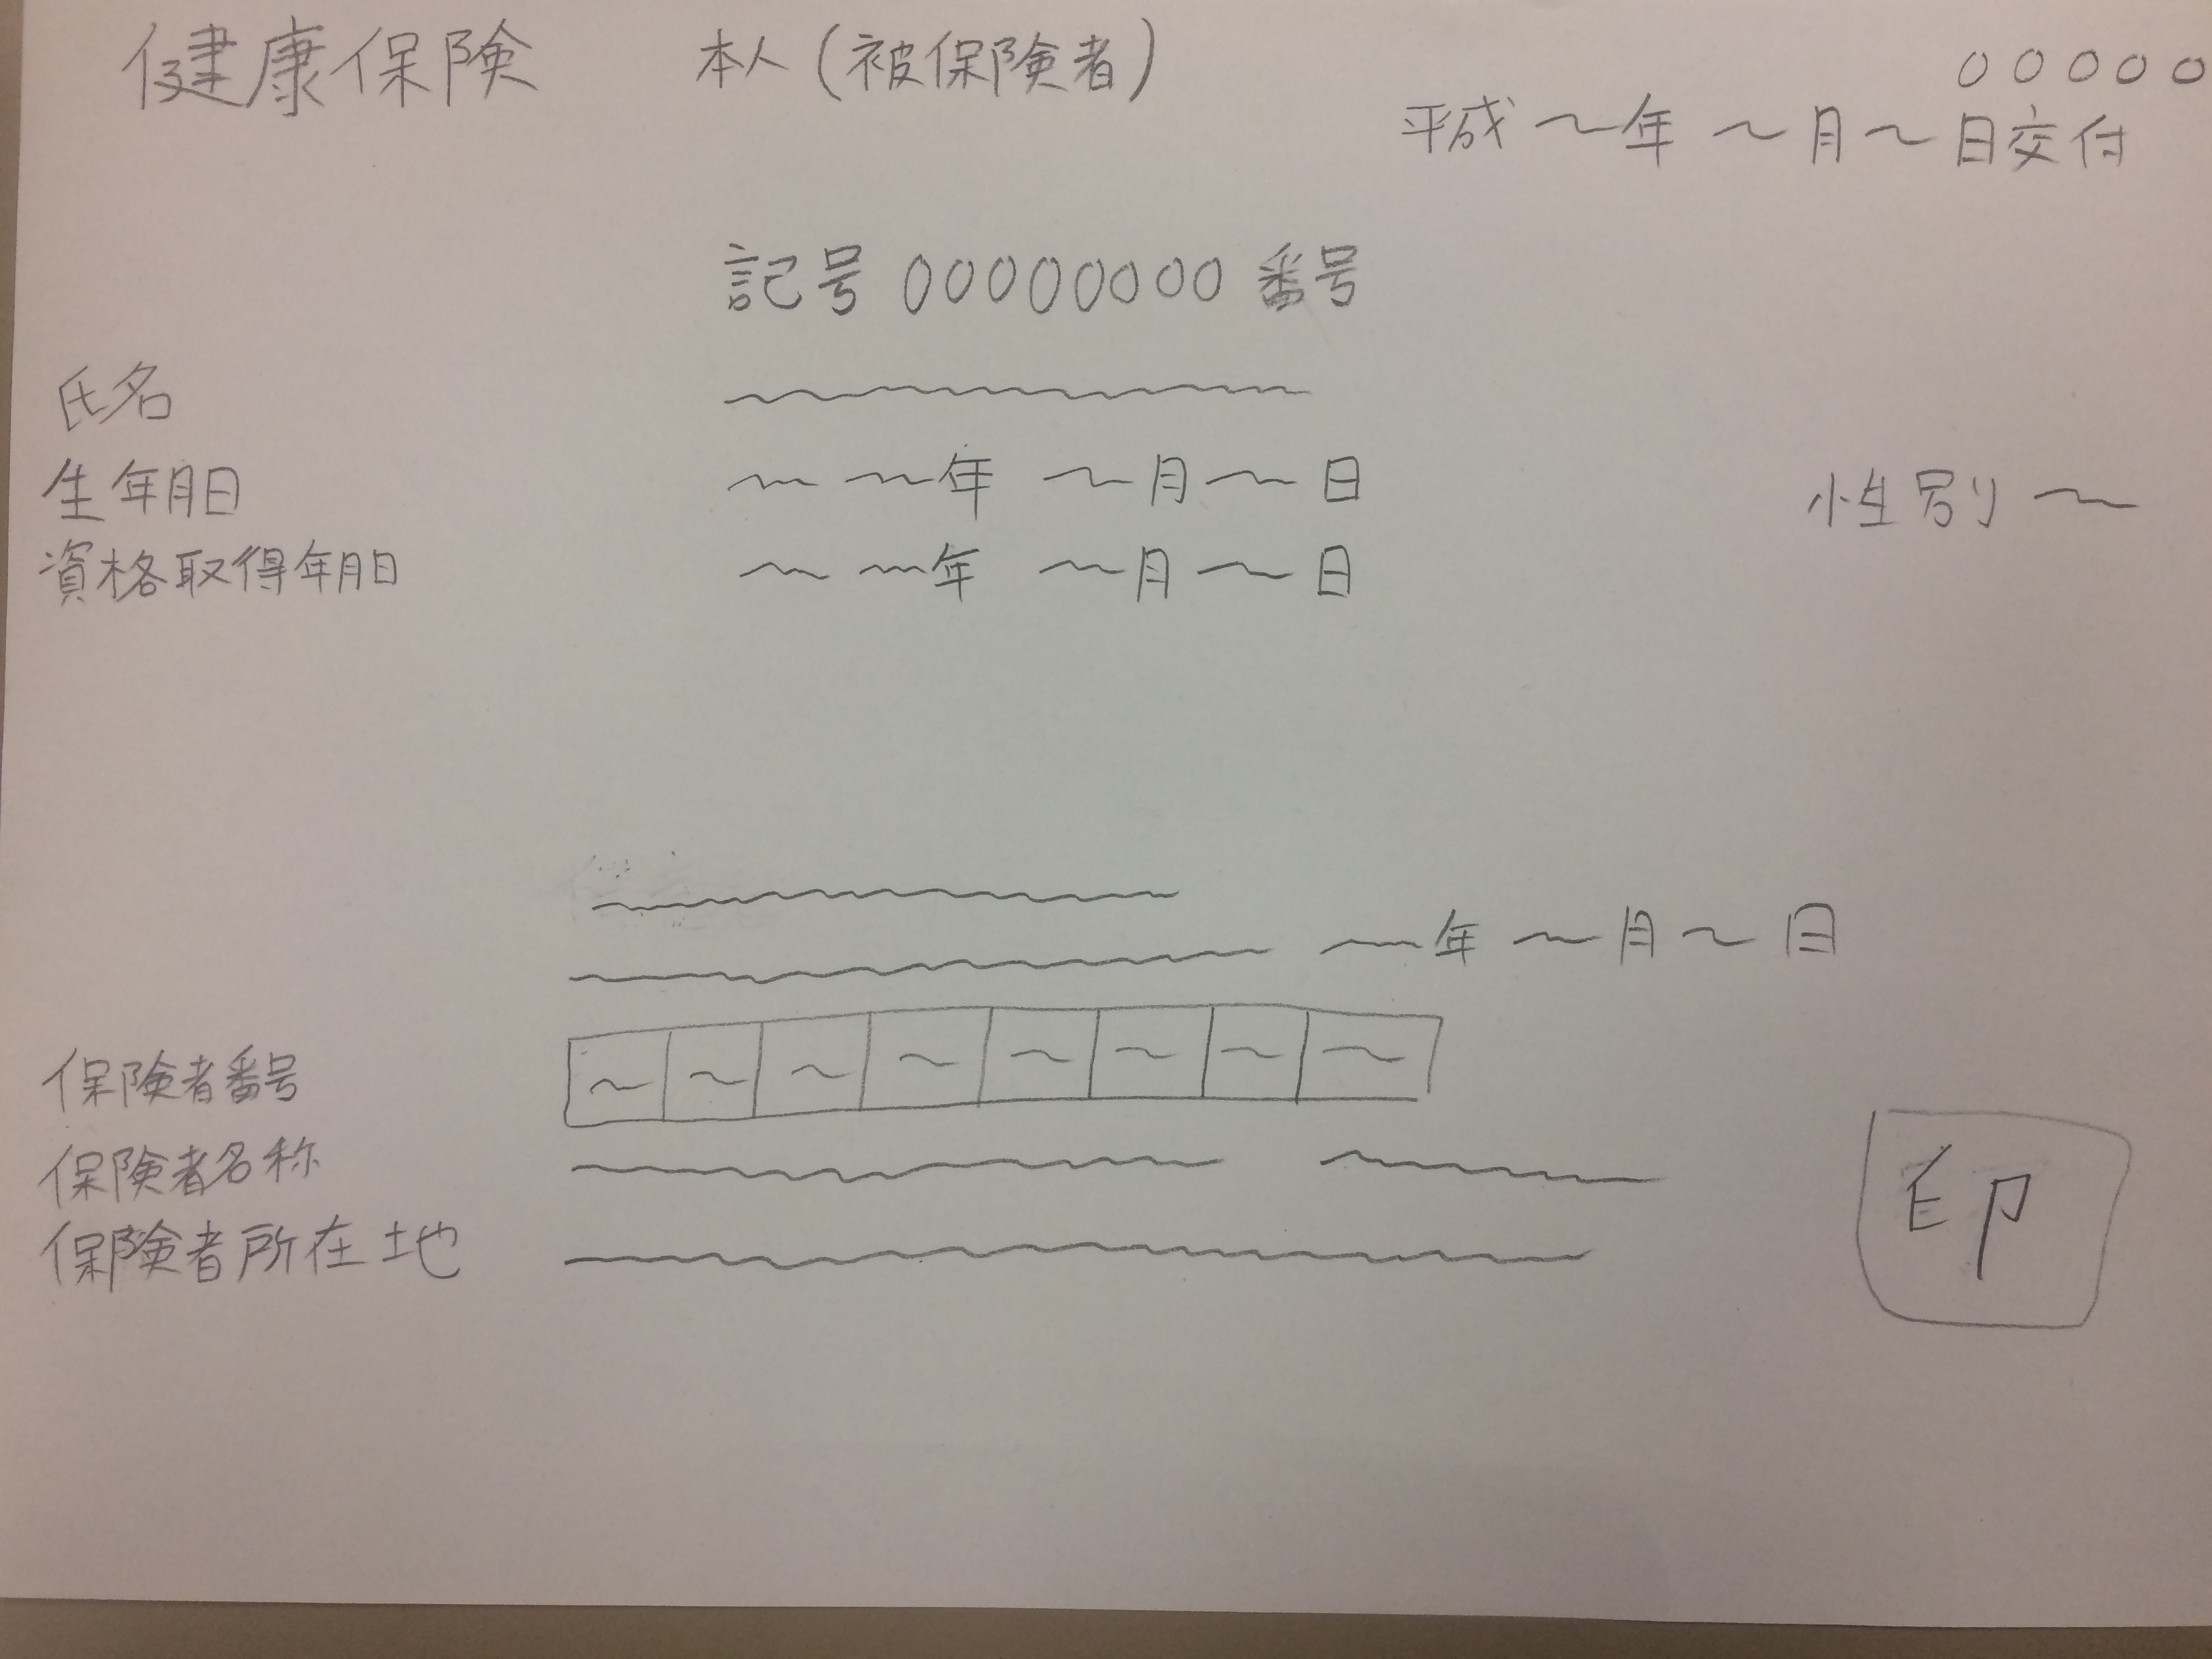 健康保険 本人(被保険者) 00000
平成 〜年 〜月〜日交付
記号 00000000 番号
氏名
生年月日 〜 〜年 〜月〜日 性別 〜
資格取得年月日 〜 〜年 〜月〜日
〜年 〜月〜日
保険者番号 〜 〜 〜 〜 〜 〜 〜 〜
保険者名称
保険者所在地
印